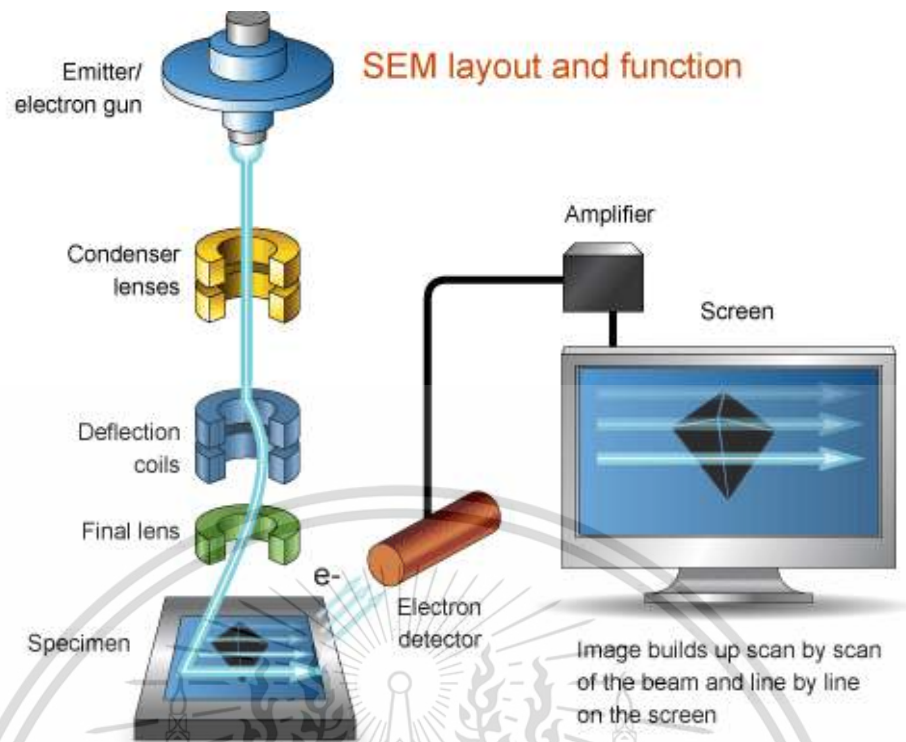 SEM layout and function
Emitter/
electron gun
Condenser
lenses
Deflection
coils
Final lens
Specimen
e-
Electron
detector
Amplifier
Screen
Image builds up scan by scan
of the beam and line by line
on the screen